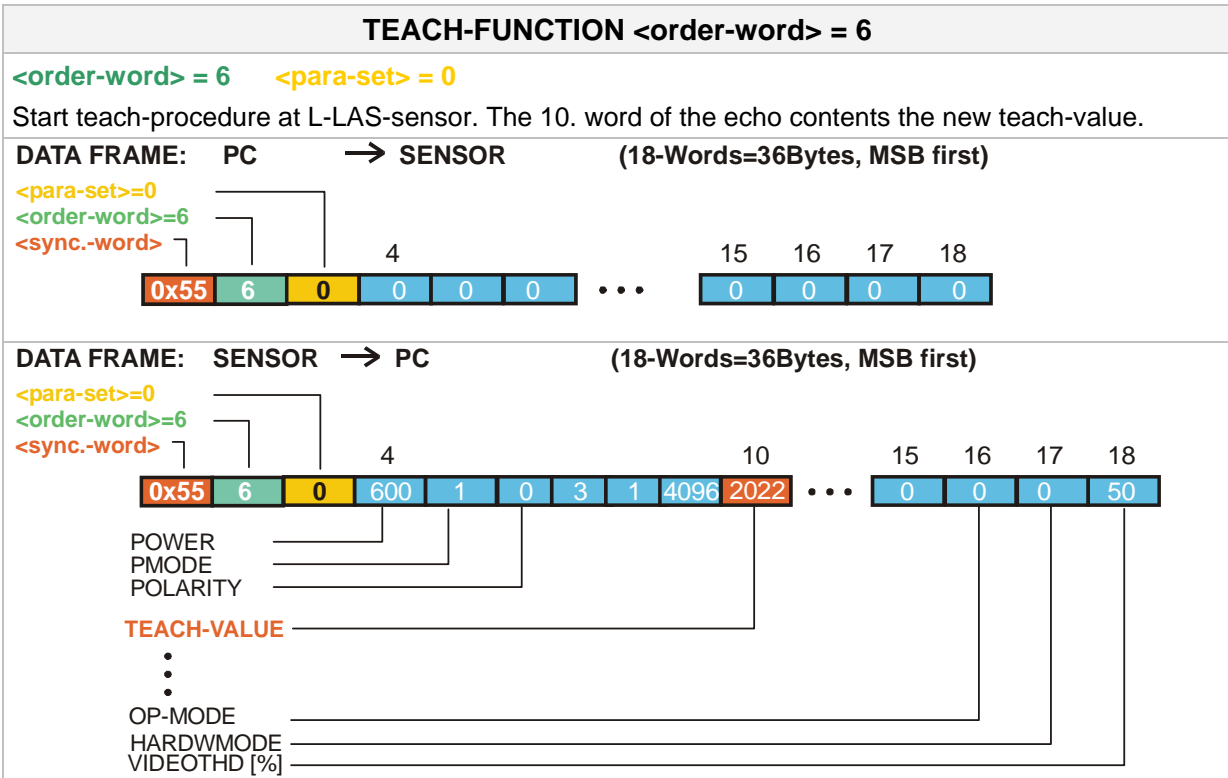 TEACH-FUNCTION <order-word> = 6
<order-word> = 6 <para-set> = 0
Start teach-procedure at L-LAS-sensor. The 10. word of the echo contents the new teach-value.
DATA FRAME: PC → SENSOR (18-Words=36Bytes, MSB first)
<para-set>=0
<order-word>=6
<sync.-word>
4 15 16 17 18
0x55 6 0 0 0 0 • • • 0 0 0 0
DATA FRAME: SENSOR → PC (18-Words=36Bytes, MSB first)
<para-set>=0
<order-word>=6
<sync.-word>
4 10 15 16 17 18
0x55 6 0 600 1 0 3 1 4096 2022 • • • 0 0 0 50
POWER
PMODE
POLARITY
TEACH-VALUE
OP-MODE
HARDWMODE
VIDEOTHD [%]